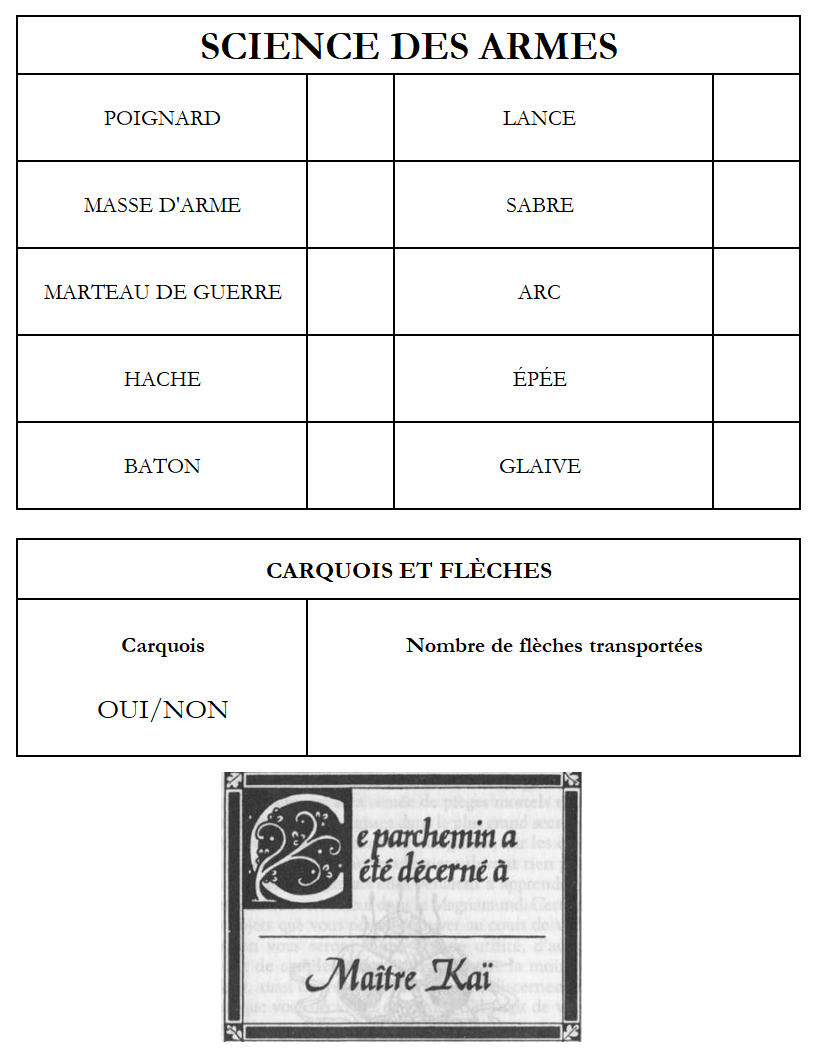 SCIENCE DES ARMES
POIGNARD LANCE
MASSE D'ARME SABRE
MARTEAU DE GUERRE ARC
HACHE ÉPÉE
BATON GLAIVE
CARQUOIS ET FLÈCHES
Carquois Nombre de flèches transportées
OUI/NON
Ce parchemin a
été décerné à
Maître Kaï